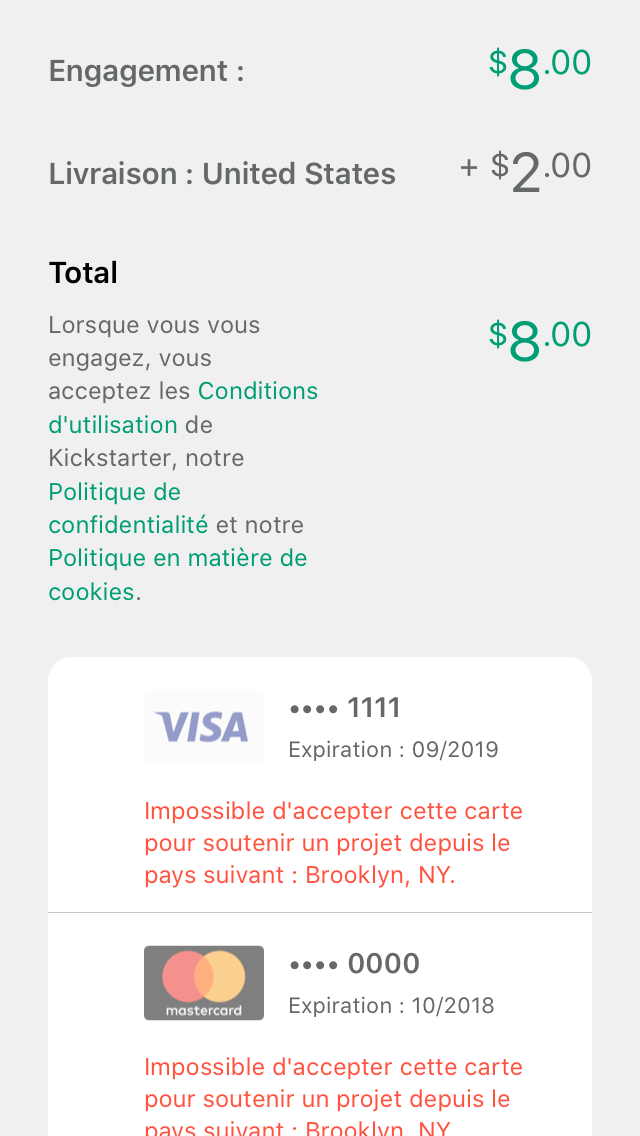 Engagement :
$8.00
Livraison : United States
+ $2.00
Total
Lorsque vous vous
engagez, vous
acceptez les Conditions
d'utilisation de
Kickstarter, notre
Politique de
confidentialité et notre
Politique en matière de
cookies.
$8.00
VISA
•••• 1111
Expiration : 09/2019
Impossible d'accepter cette carte
pour soutenir un projet depuis le
pays suivant : Brooklyn, NY.
mastercard
•••• 0000
Expiration : 10/2018
Impossible d'accepter cette carte
pour soutenir un projet depuis le
pays suivant : Brooklyn, NY